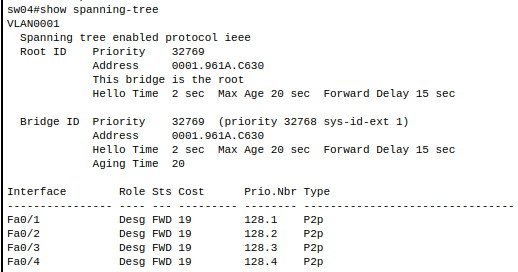 sw04#show spanning-tree
VLAN0001
  Spanning tree enabled protocol ieee
  Root ID    Priority    32769
             Address     0001.961A.C630
             This bridge is the root
             Hello Time  2 sec  Max Age 20 sec  Forward Delay 15 sec

  Bridge ID  Priority    32769  (priority 32768 sys-id-ext 1)
             Address     0001.961A.C630
             Hello Time  2 sec  Max Age 20 sec  Forward Delay 15 sec
             Aging Time  20

Interface        Role Sts Cost      Prio.Nbr Type
---------------- ---- --- --------- -------- --------------------------------
Fa0/1            Desg FWD 19        128.1    P2p
Fa0/2            Desg FWD 19        128.2    P2p
Fa0/3            Desg FWD 19        128.3    P2p
Fa0/4            Desg FWD 19        128.4    P2p